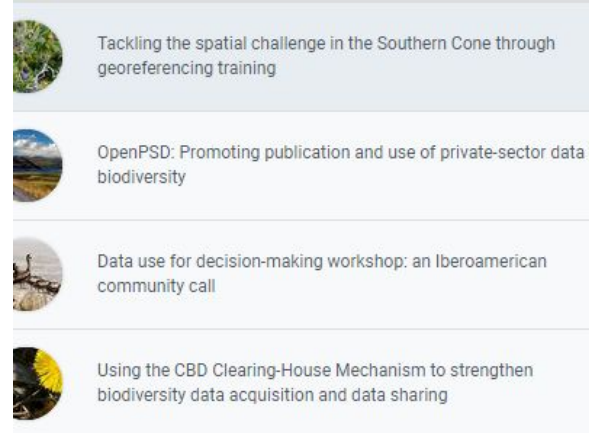 Tackling the spatial challenge in the Southern Cone through
georeferencing training
OpenPSD: Promoting publication and use of private-sector data
biodiversity
Data use for decision-making workshop: an Iberoamerican
community call
Using the CBD Clearing-House Mechanism to strengthen
biodiversity data acquisition and data sharing